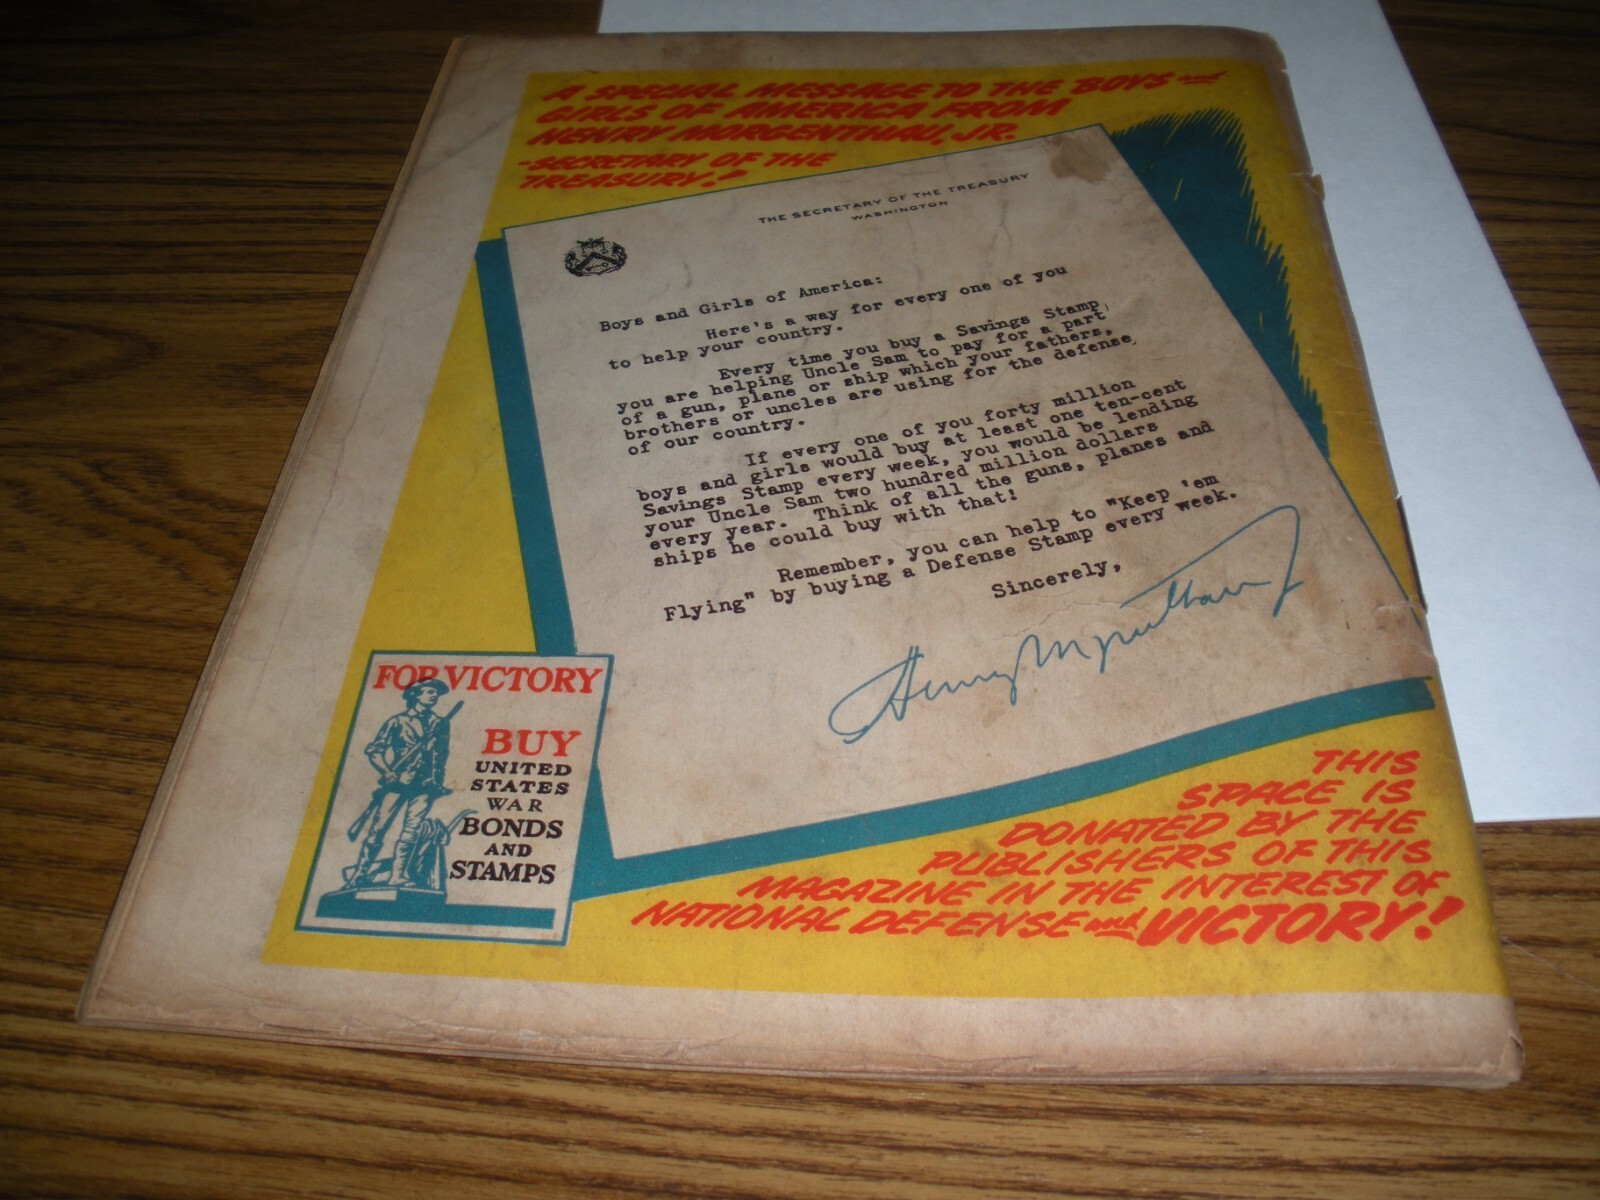 A SPECIAL MESSAGE TO THE BOYS and
GIRLS OF AMERICA FROM
HENRY MORGENTHAU, JR.
-SECRETARY OF THE
TREASURY!
THE SECRETARY OF THE TREASURY
WASHINGTON
Boys and Girls of America:
Here's a way for every one of you
to help your country.
Every time you buy a Savings Stamp
you are helping Uncle Sam to pay for a part
of a gun, plane or ship which your fathers,
brothers or uncles are using for the defense
of our country.
If every one of you forty million
boys and girls would buy at least one ten-cent
Savings Stamp every week, you would be lending
your Uncle Sam two hundred million dollars
every year. Think of all the guns, planes and
ships he could buy with that!
Remember, you can help to "Keep 'em
Flying" by buying a Defense Stamp every week.
Sincerely,
Henry Morgenthau Jr
FOR VICTORY
BUY
UNITED
STATES
WAR
BONDS
AND
STAMPS
THIS
SPACE IS
DONATED BY THE
PUBLISHERS OF THIS
MAGAZINE IN THE INTEREST OF
NATIONAL DEFENSE and VICTORY!